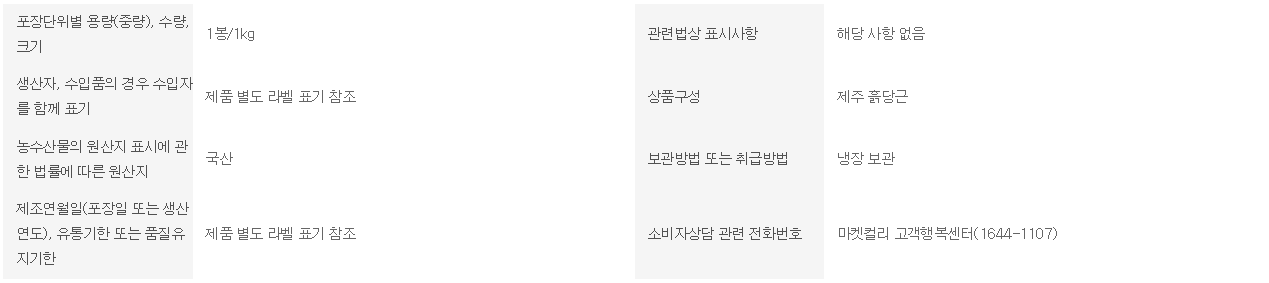 포장단위별 용량(중량), 수량,
크기
1봉/1kg
관련법상 표시사항
해당 사항 없음
생산자, 수입품의 경우 수입자
를 함께 표기
제품 별도 라벨 표기 참조
상품구성
제주 흙당근
농수산물의 원산지 표시에 관
한 법률에 따른 원산지
국산
보관방법 또는 취급방법
냉장 보관
제조연월일(포장일 또는 생산
연도), 유통기한 또는 품질유
지기한
제품 별도 라벨 표기 참조
소비자상담 관련 전화번호
마켓컬리 고객행복센터(1644-1107)